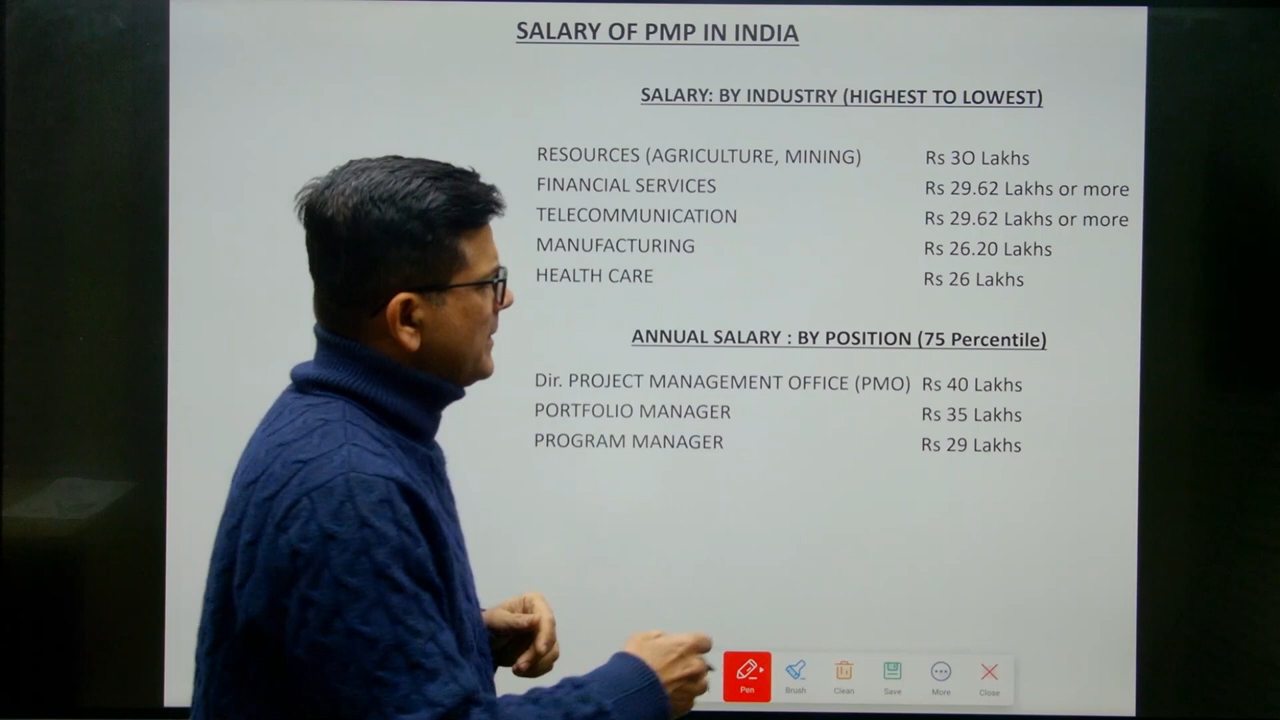 SALARY OF PMP IN INDIA
SALARY: BY INDUSTRY (HIGHEST TO LOWEST)
RESOURCES (AGRICULTURE, MINING) Rs 3O Lakhs
FINANCIAL SERVICES Rs 29.62 Lakhs or more
TELECOMMUNICATION Rs 29.62 Lakhs or more
MANUFACTURING Rs 26.20 Lakhs
HEALTH CARE Rs 26 Lakhs
ANNUAL SALARY : BY POSITION (75 Percentile)
Dir. PROJECT MANAGEMENT OFFICE (PMO) Rs 40 Lakhs
PORTFOLIO MANAGER Rs 35 Lakhs
PROGRAM MANAGER Rs 29 Lakhs
Pen Brush Clean Save More Close